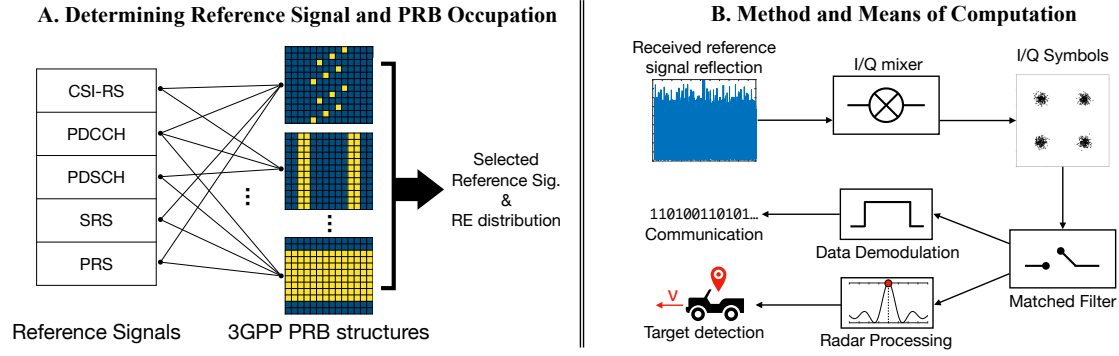 A. Determining Reference Signal and PRB Occupation
CSI-RS
PDCCH
PDSCH
SRS
PRS
...
...
Reference Signals
3GPP PRB structures
Selected
Reference Sig.
&
RE distribution
B. Method and Means of Computation
Received reference
signal reflection
I/Q mixer
I/Q Symbols
110100110101...
Communication
Data Demodulation
Matched Filter
V
Target detection
Radar Processing